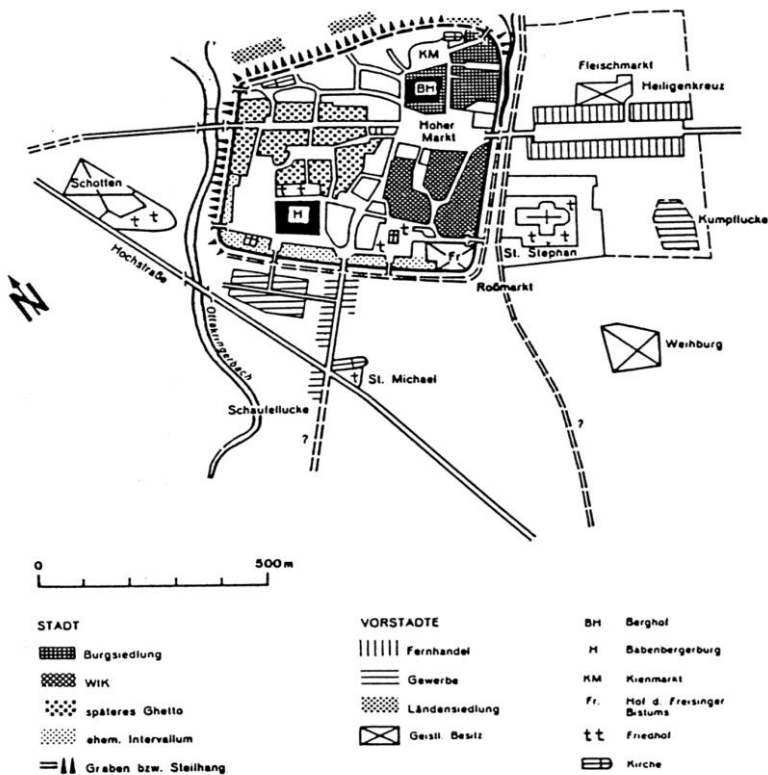 KM
Fleischmarkt
BH
Heiligenkreuz
Hoher
Markt
Schotten
H
Kumpflucke
Fr.
St. Stephan
Hochstraße
Roßmarkt
N
Ottakringerbach
Weihburg
St. Michael
Schaufellucke
?
?
0
500m
STADT
Burgsiedlung
WIK
späteres Ghetto
ehem. Intervallum
Graben bzw. Steilhang
VORSTADTE
Fernhandel
Gewerbe
Ländensiedlung
Geistl. Besitz
BH Berghof
H Babenbergerburg
KM Kienmarkt
Fr. Hof d. Freisinger
Bistums
Friedhof
Kirche